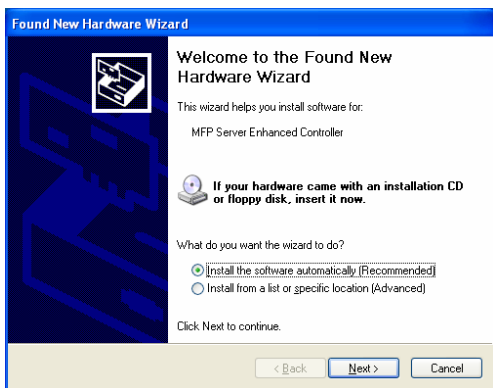 Found New Hardware Wizard
Welcome to the Found New
Hardware Wizard
This wizard helps you install software for:
MFP Server Enhanced Controller
If your hardware came with an installation CD
or floppy disk, insert it now.
What do you want the wizard to do?
Install the software automatically (Recommended)
Install from a list or specific location (Advanced)
Click Next to continue.
< Back Next > Cancel